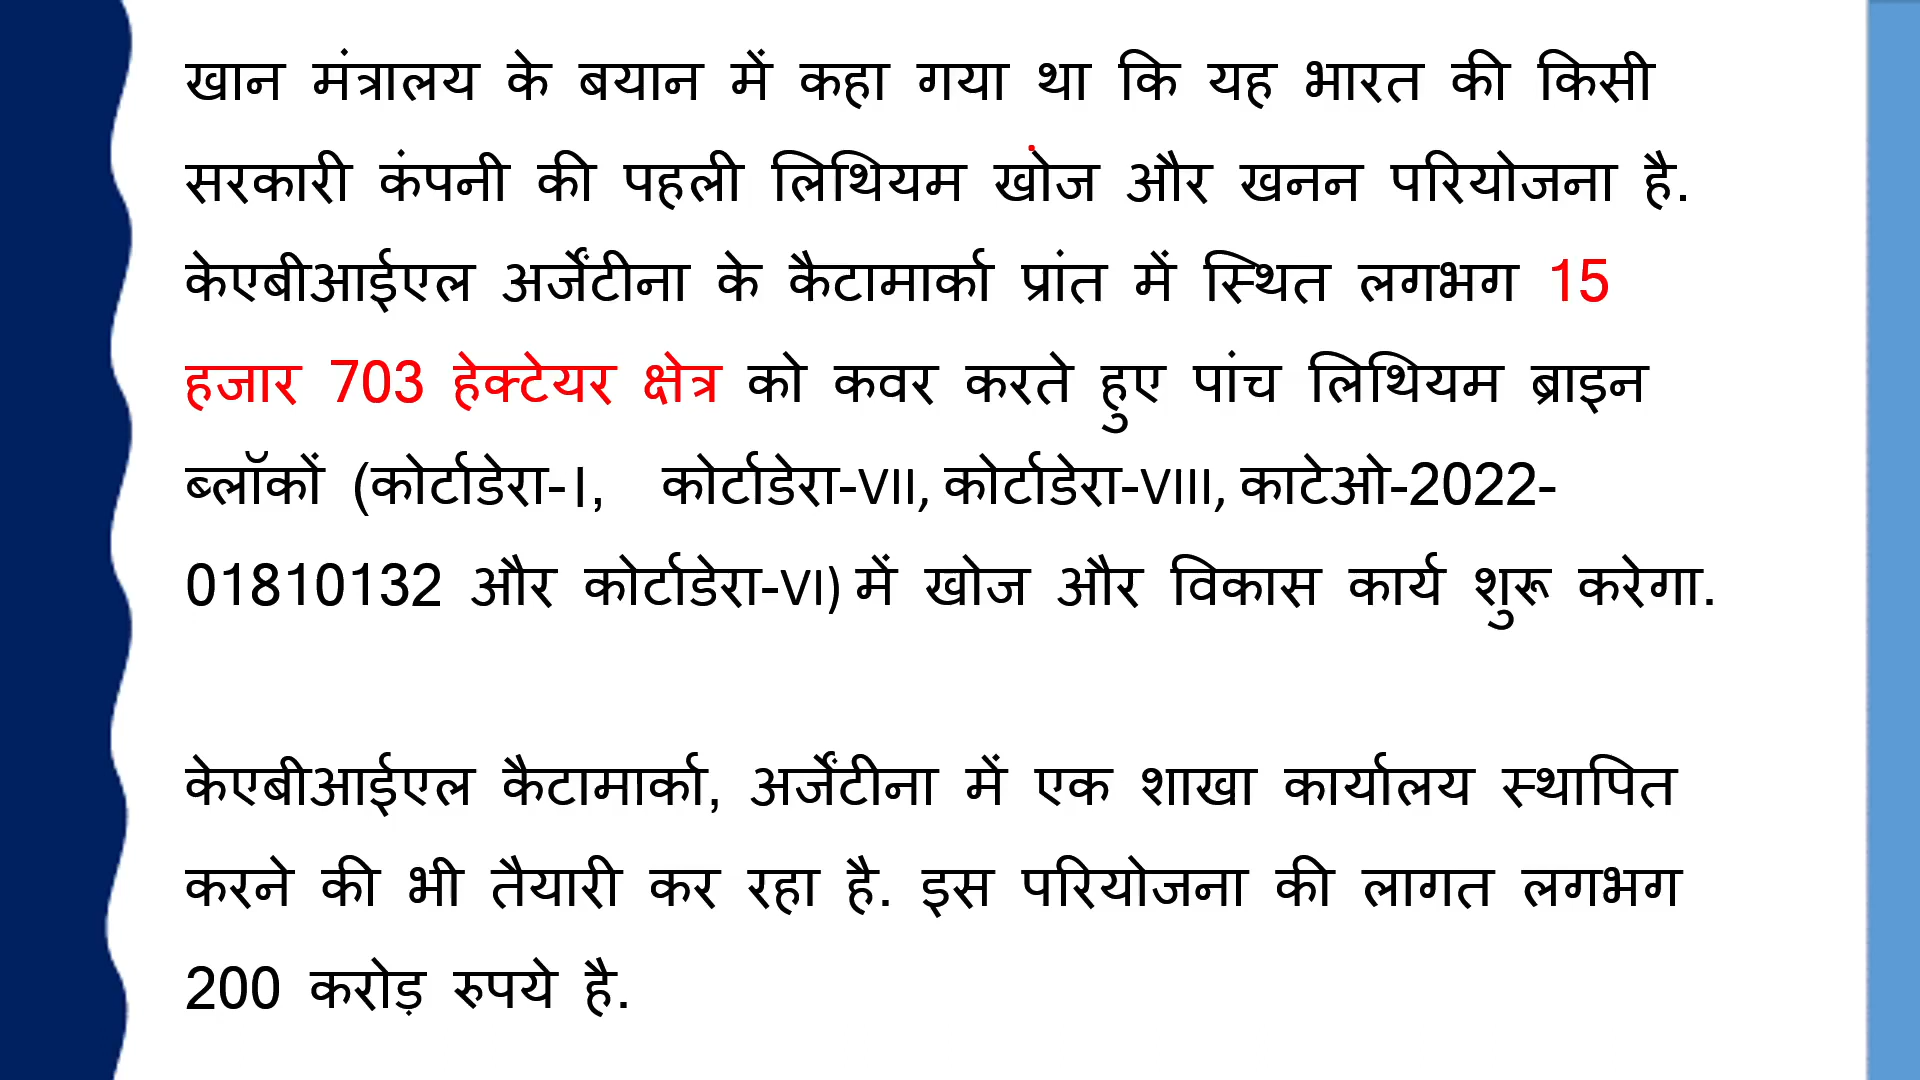 खान मंत्रालय के बयान में कहा गया था कि यह भारत की किसी
सरकारी कंपनी की पहली लिथियम खोज और खनन परियोजना है.
केएबीआईएल अर्जेंटीना के कैटामार्का प्रांत में स्थित लगभग 15
हजार 703 हेक्टेयर क्षेत्र को कवर करते हुए पांच लिथियम ब्राइन
ब्लॉकों (कोर्टाडेरा-I, कोर्टाडेरा-VII, कोर्टाडेरा-VIII, काटेओ-2022-
01810132 और कोर्टाडेरा-VI) में खोज और विकास कार्य शुरू करेगा.
केएबीआईएल कैटामार्का, अर्जेंटीना में एक शाखा कार्यालय स्थापित
करने की भी तैयारी कर रहा है. इस परियोजना की लागत लगभग
200 करोड़ रुपये है.